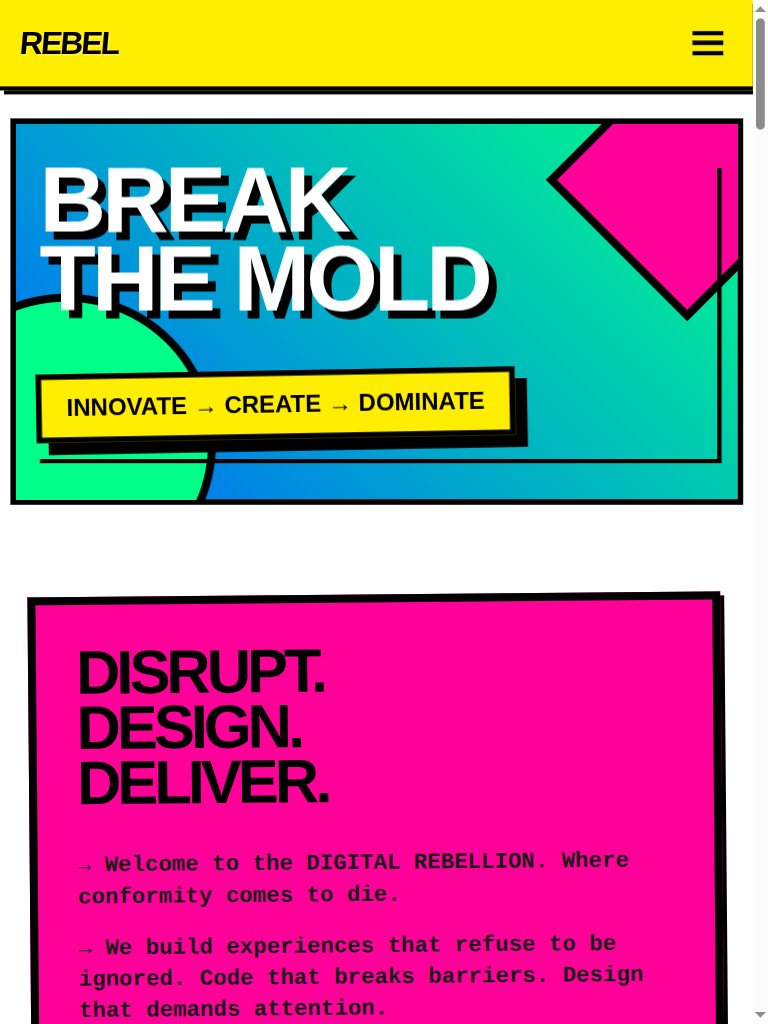 REBEL
BREAK
THE MOLD
INNOVATE → CREATE → DOMINATE
DISRUPT.
DESIGN.
DELIVER.
→ Welcome to the DIGITAL REBELLION. Where
conformity comes to die.
→ We build experiences that refuse to be
ignored. Code that breaks barriers. Design
that demands attention.